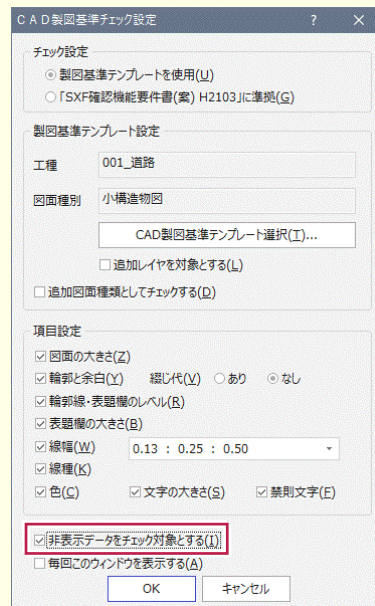 CAD製図基準チェック設定 ? ×
チェック設定
製図基準テンプレートを使用(U)
「SXF確認機能要件書(案) H2103」に準拠(G)
製図基準テンプレート設定
工種 001_道路
図面種別 小構造物図
CAD製図基準テンプレート選択(T)...
追加レイヤを対象とする(L)
追加図面種類としてチェックする(D)
項目設定
図面の大きさ(Z)
輪郭と余白(Y) 綴じ代(V) あり なし
輪郭線・表題欄のレベル(R)
表題欄の大きさ(B)
線幅(W) 0.13 : 0.25 : 0.50
線種(K)
色(C) 文字の大きさ(S) 禁則文字(F)
非表示データをチェック対象とする(I)
毎回このウィンドウを表示する(A)
OK キャンセル